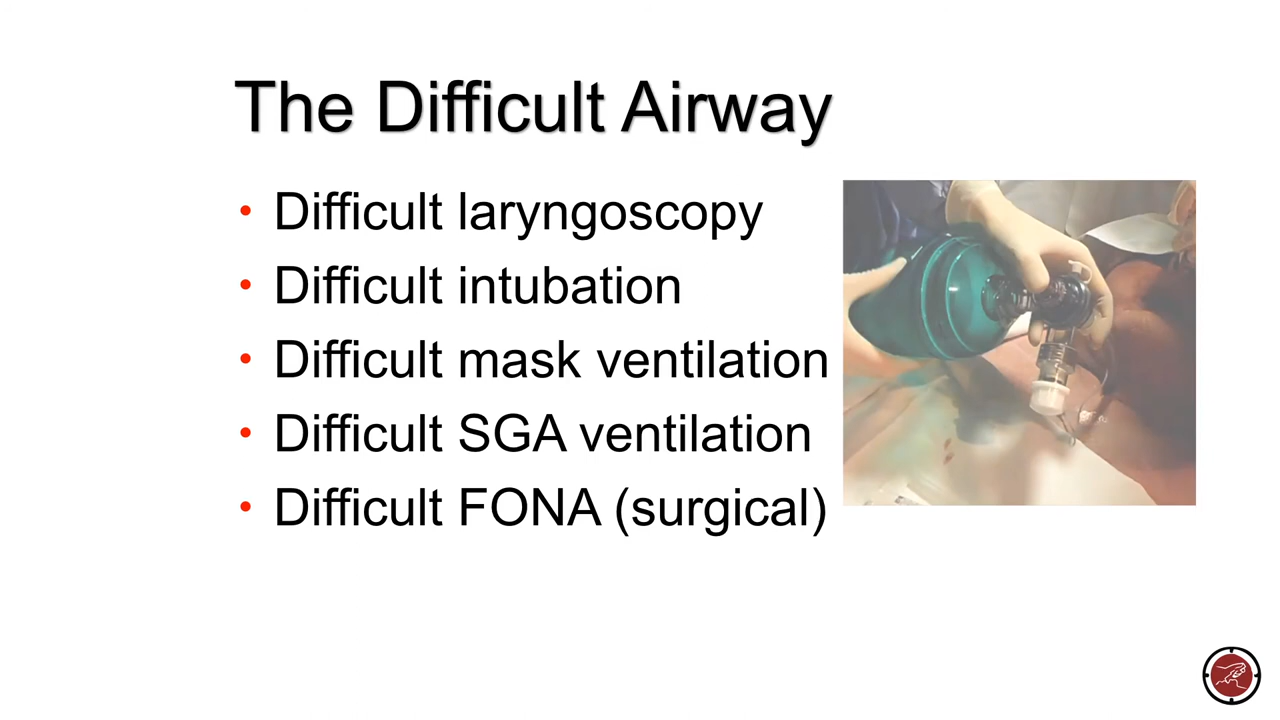 The Difficult Airway
• Difficult laryngoscopy
• Difficult intubation
• Difficult mask ventilation
• Difficult SGA ventilation
• Difficult FONA (surgical)